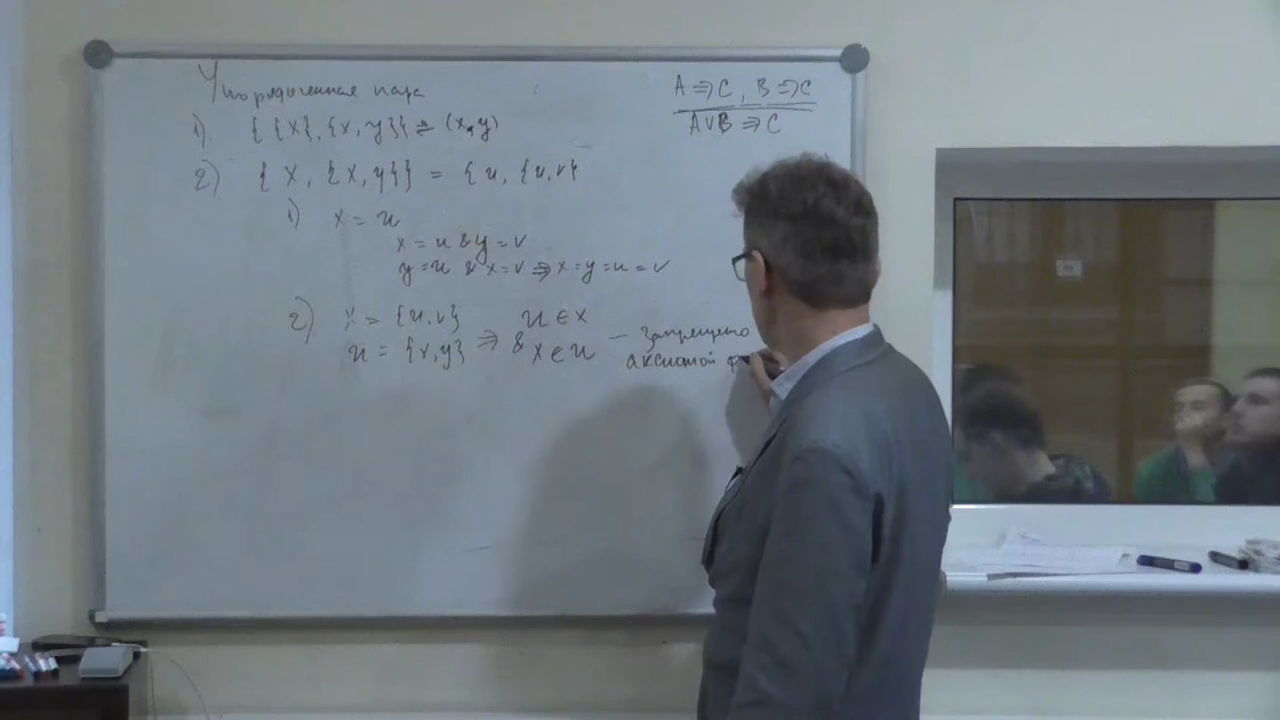 Упорядоченная пара
1). { {x}, {x, y}} = (x, y)
2) { x, {x, y}} = {u, {u, v}
1) x = u
x = u & y = v
y = u & x = v ⇒ x = y = u = v
2) x = {u, v} u ∈ x
u = {x, y} ⇒ & x ∈ u — запрещено
аксиомой ф
A ⇒ C, B ⇒ C
A∨B ⇒ C